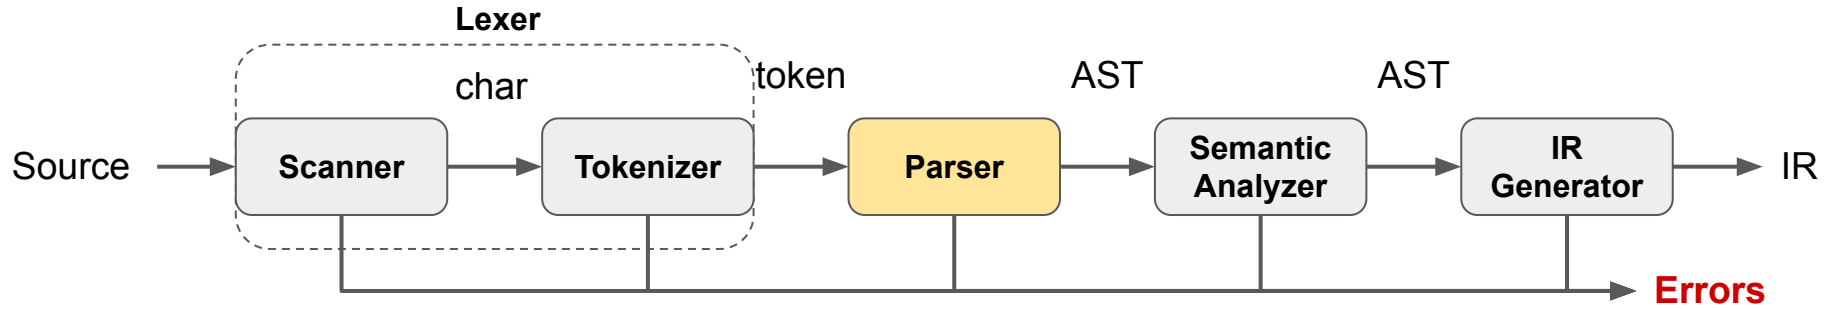 Lexer
char
token
AST
AST
Source
Scanner
Tokenizer
Parser
Semantic
Analyzer
IR
Generator
IR
Errors